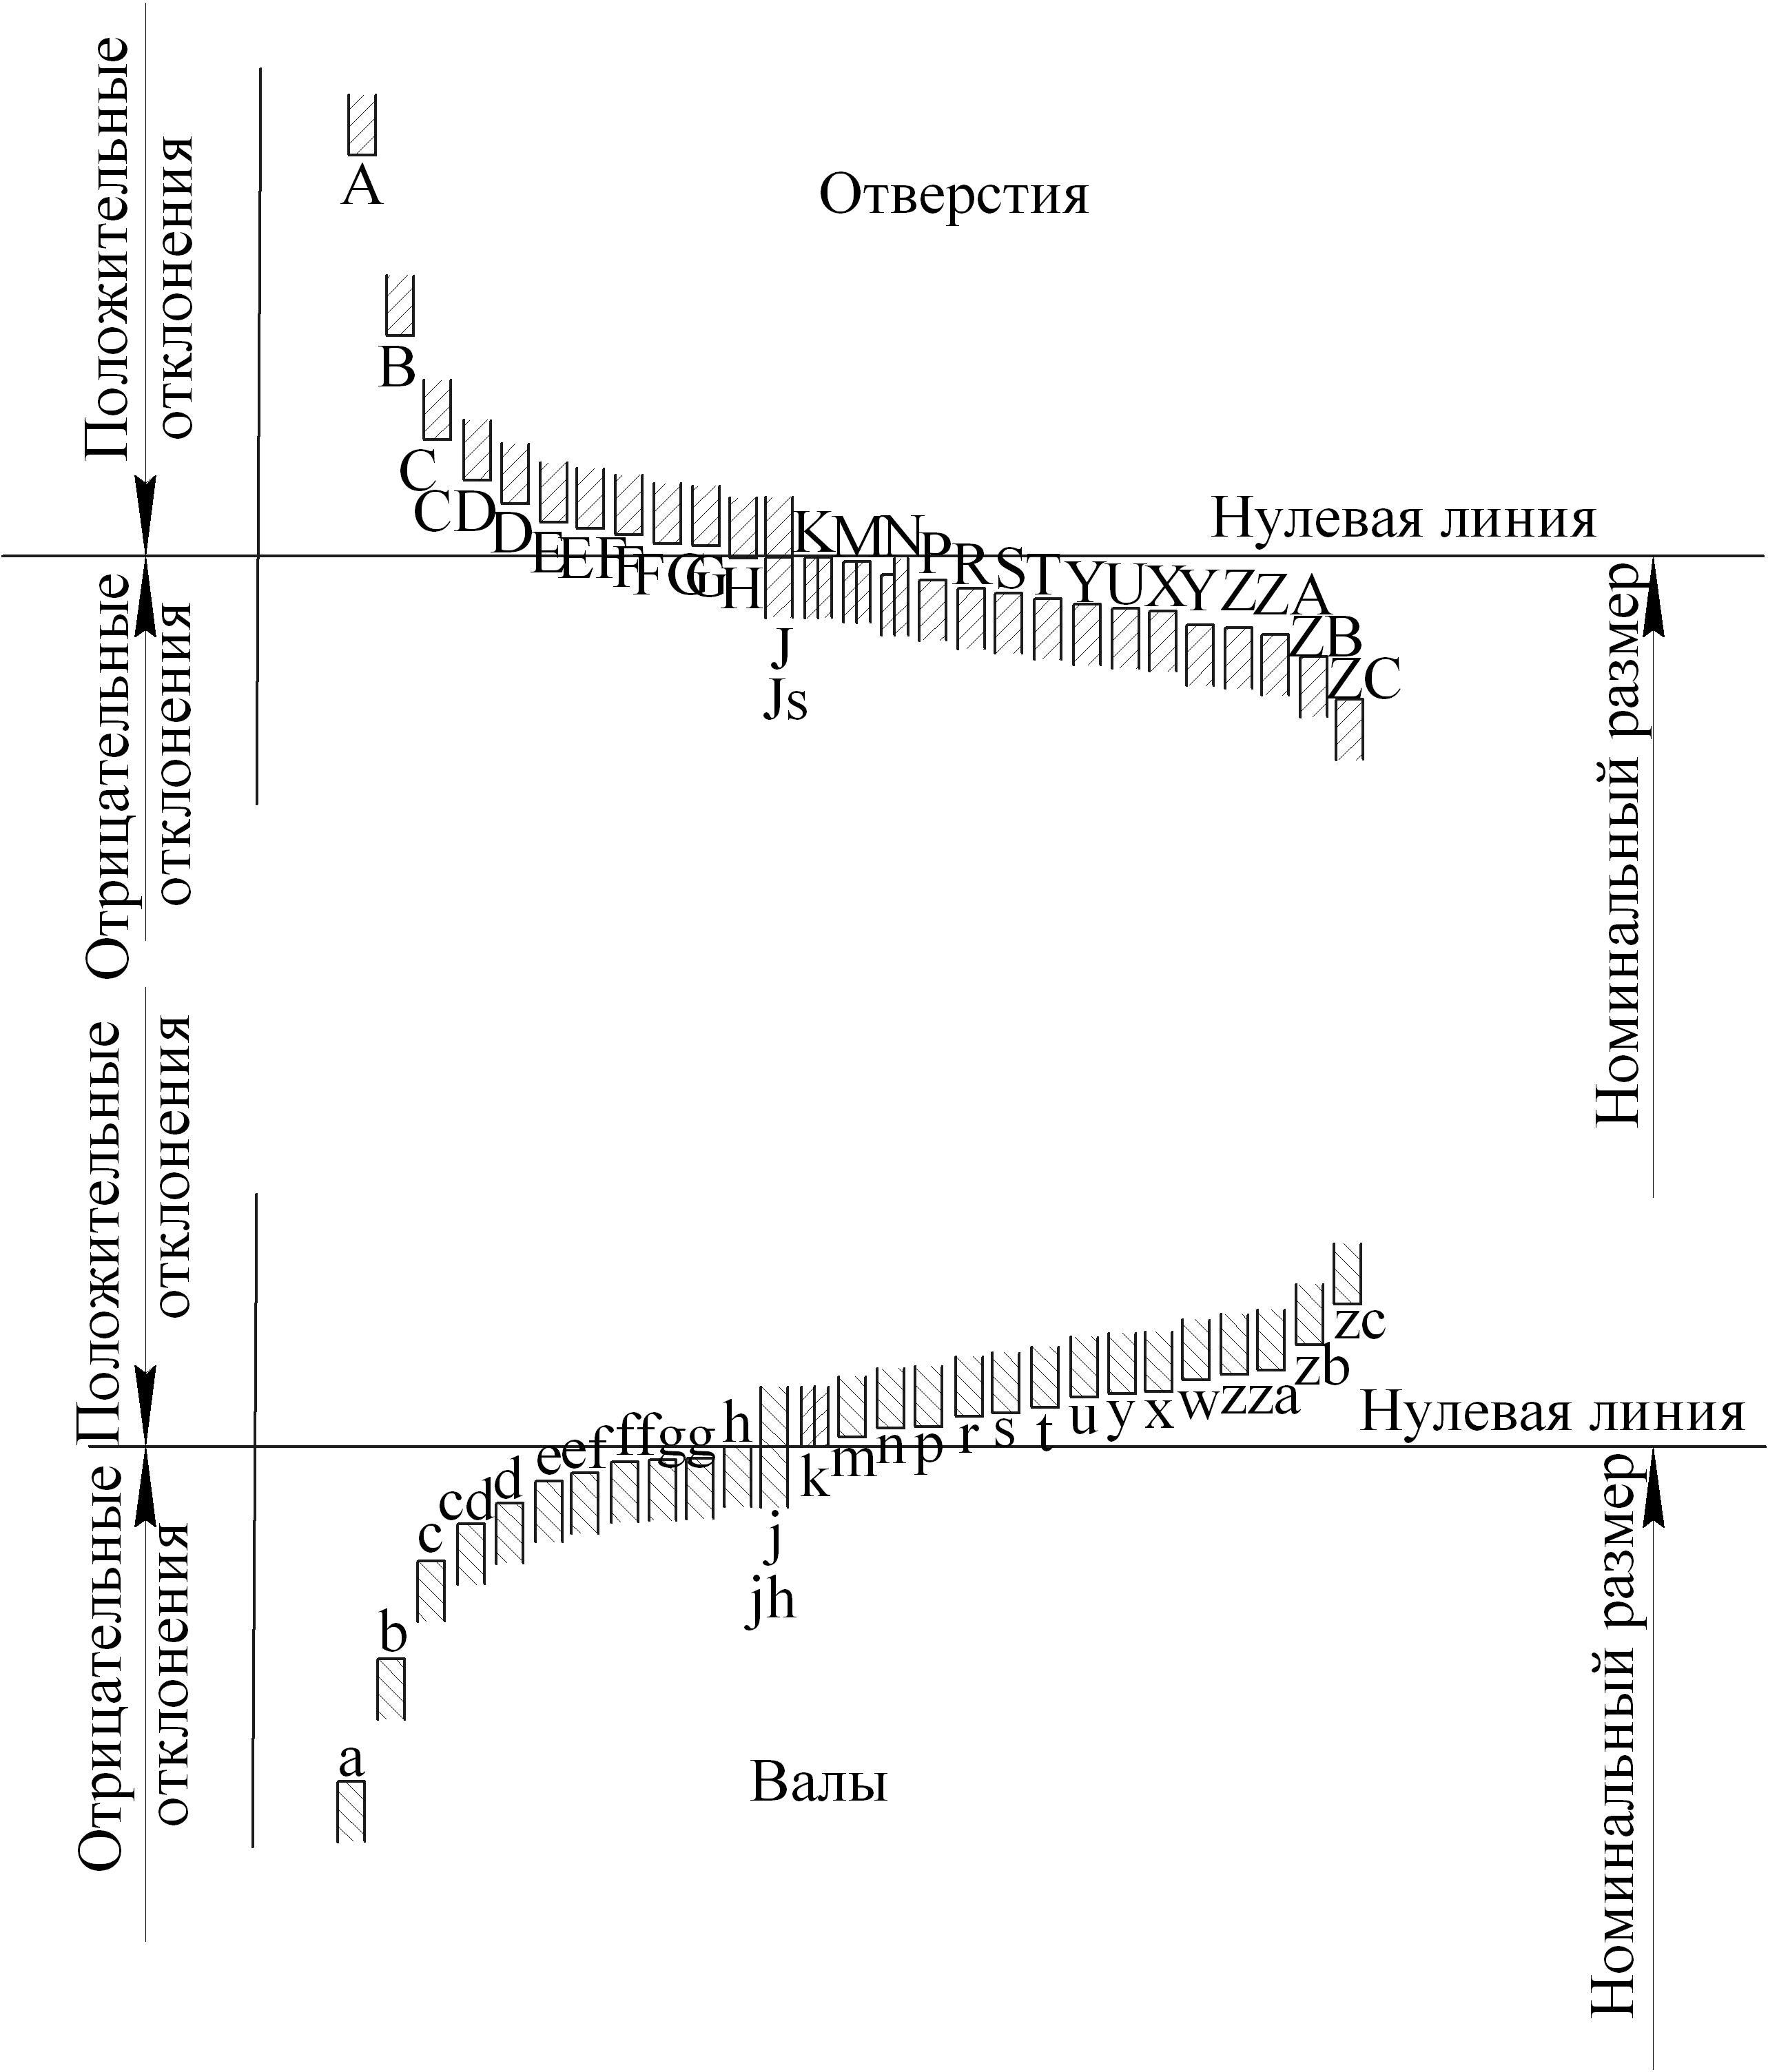 Положительные
отклонения
Отверстия
A
B
C
CD
D
E
EF
F
FG
G
H
J
Js
K
M
N
P
R
S
T
Y
U
X
Y
Z
ZA
ZB
ZC
Нулевая линия
Отрицательные
отклонения
Номинальный размер
Положительные
отклонения
zc
zb
za
z
w
x
y
u
t
s
r
p
n
m
k
j
jh
h
g
fg
f
ef
e
d
cd
c
b
a
Нулевая линия
Отрицательные
отклонения
Номинальный размер
Валы